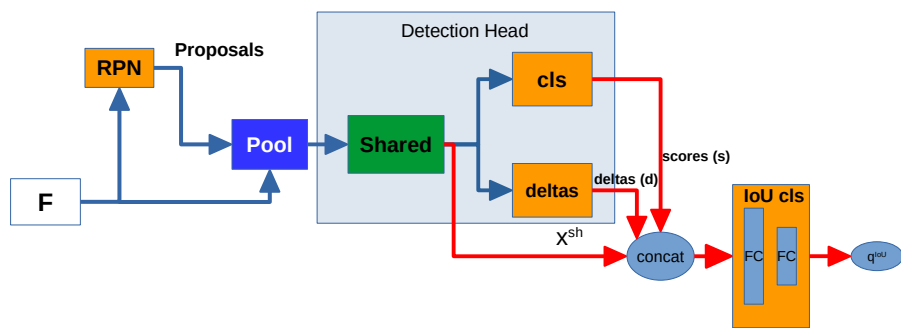 Detection Head
Proposals
RPN
cls
Pool
Shared
scores (s)
deltas (d)
deltas
F
IoU cls
x^sh
concat
FC
FC
q^IoU